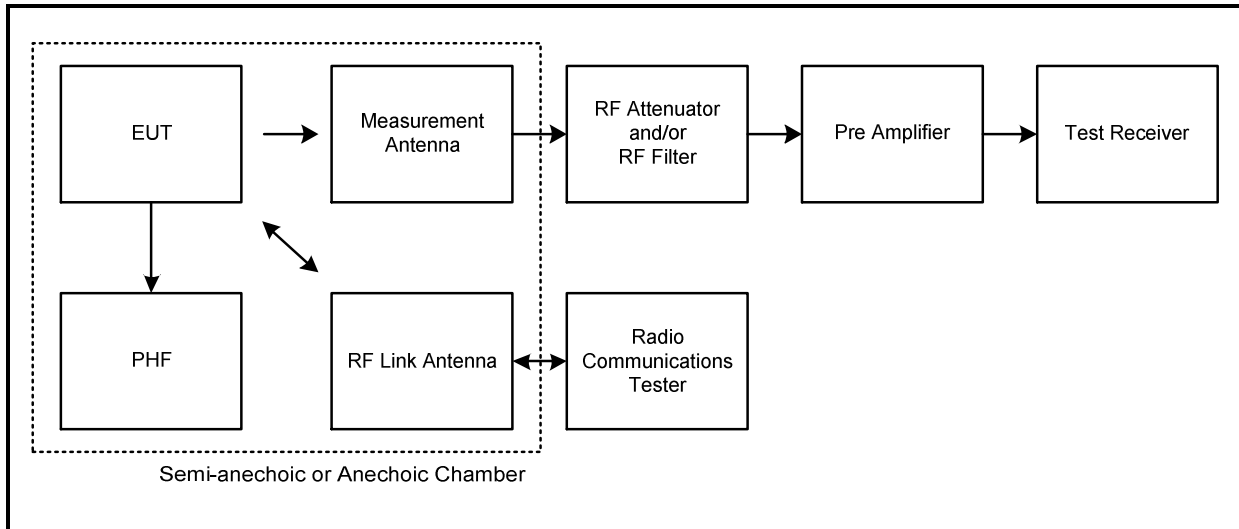 EUT
Measurement
Antenna
RF Attenuator
and/or
RF Filter
Pre Amplifier
Test Receiver
PHF
RF Link Antenna
Radio
Communications
Tester
Semi-anechoic or Anechoic Chamber